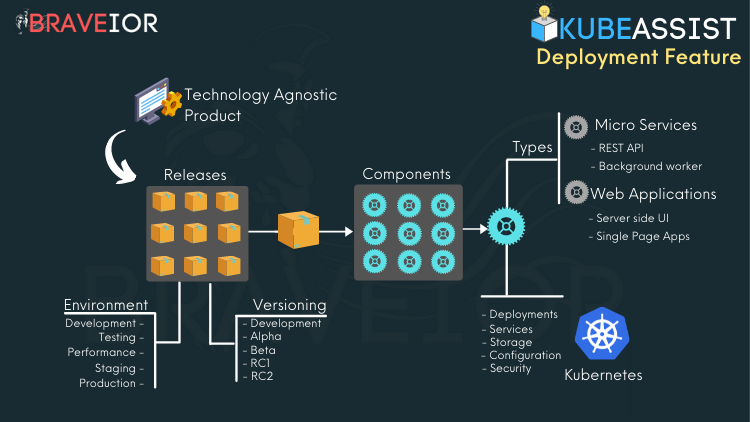 BRAVEIOR
KUBEASSIST
Deployment Feature
Technology Agnostic
Product
Releases
Components
Types
Micro Services
- REST API
- Background worker
Web Applications
- Server side UI
- Single Page Apps
Environment
Development -
Testing -
Performance -
Staging -
Production -
Versioning
- Development
- Alpha
- Beta
- RC1
- RC2
- Deployments
- Services
- Storage
- Configuration
- Security
Kubernetes
BRAVEIOR